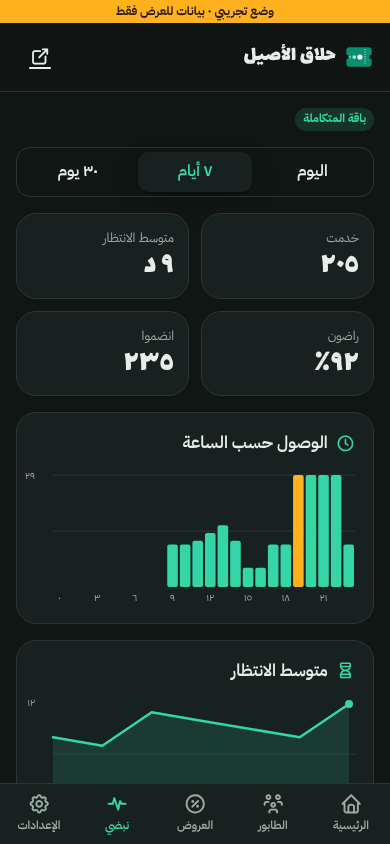 وضع تجريبي · بيانات للعرض فقط
حلاق الأصيل
باقة المتكاملة
اليوم
٧ أيام
٣٠ يوم
خدمت
٢٠٥
متوسط الانتظار
٩ د
راضون
٩٢٪
انضموا
٢٣٥
الوصول حسب الساعة
٢٩
٠ ٣ ٦ ٩ ١٢ ١٥ ١٨ ٢١
متوسط الانتظار
١٢
الرئيسية
الطابور
العروض
نبضي
الإعدادات